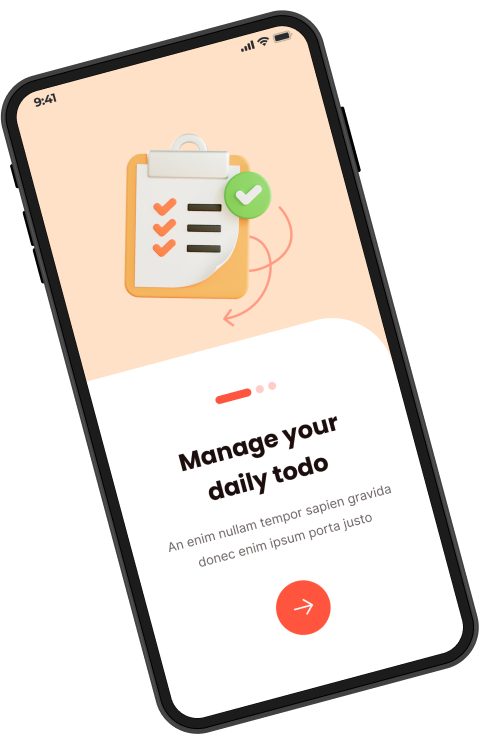 9:41
Manage your
daily todo
An enim nullam tempor sapien gravida
donec enim ipsum porta justo